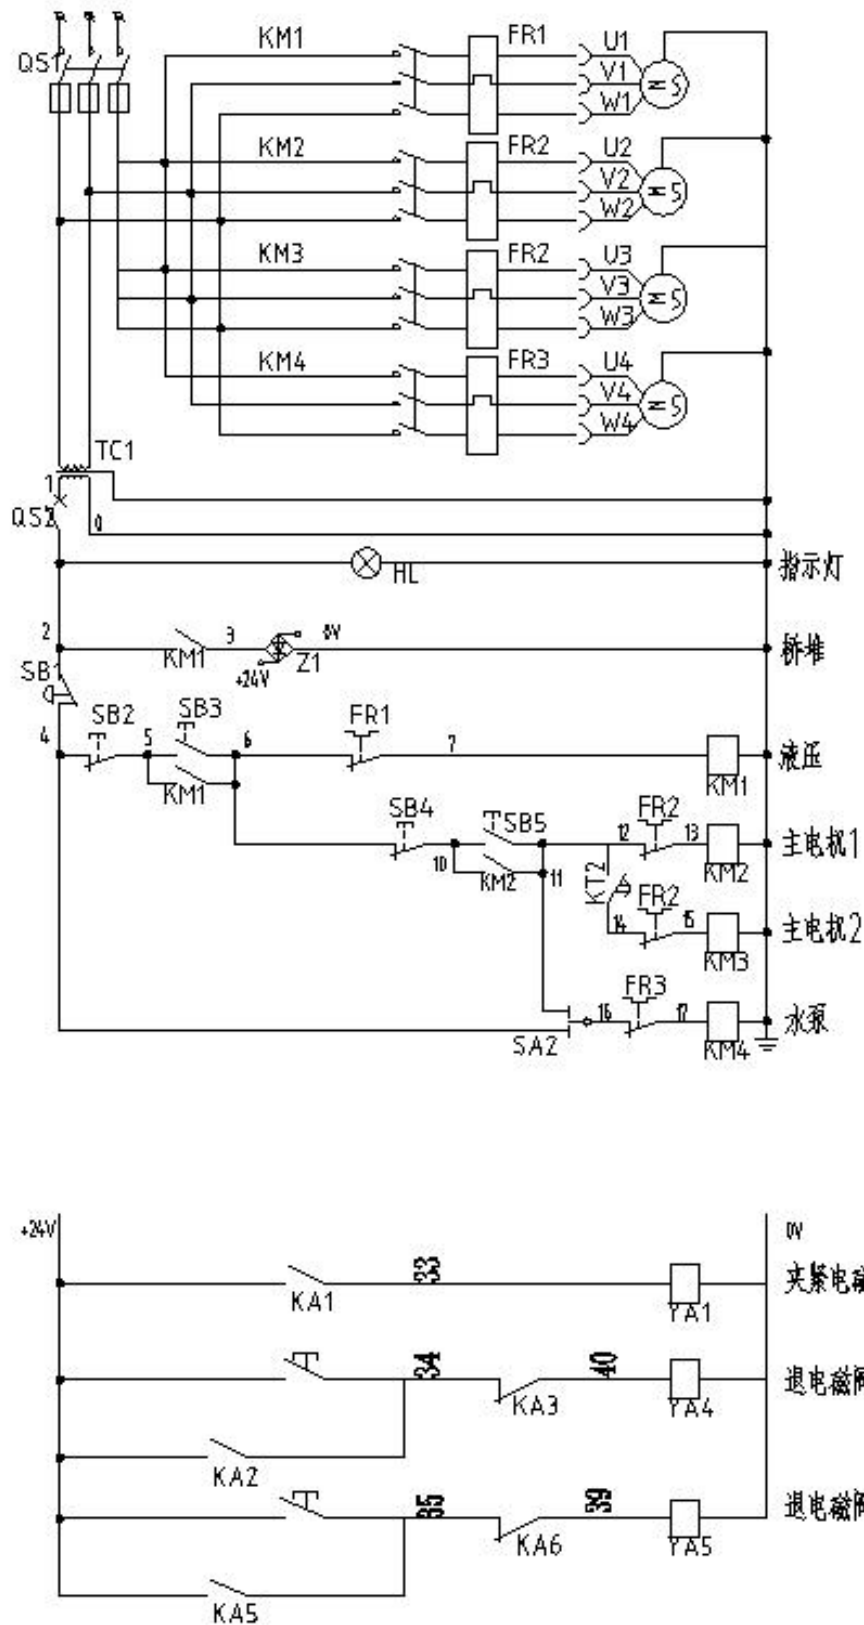 KM1 FR1 U1
QS1 V1
M S
W1
KM2 FR2 U2
V2
M S
W2
KM3 FR2 U3
V3
M S
W3
KM4 FR3 U4
V4
M S
W4
TC1
1
QS2 0
HL 指示灯
2 3 0V
KM1 +24V Z1 桥堆
SB1
SB2 SB3 FR1
4 5 6 7 液压
KM1 KM1
SB4 SB5 FR2
12 13 主电机1
10 KM2 11 KT2 KM2
FR2
14 15 主电机2
KM3
FR3
16 17 水泵
SA2 KM4
+24V 0V
33 夹紧电
KA1 YA1
34 40 退电磁
KA3 YA4
KA2
35 39 退电磁
KA6 YA5
KA5